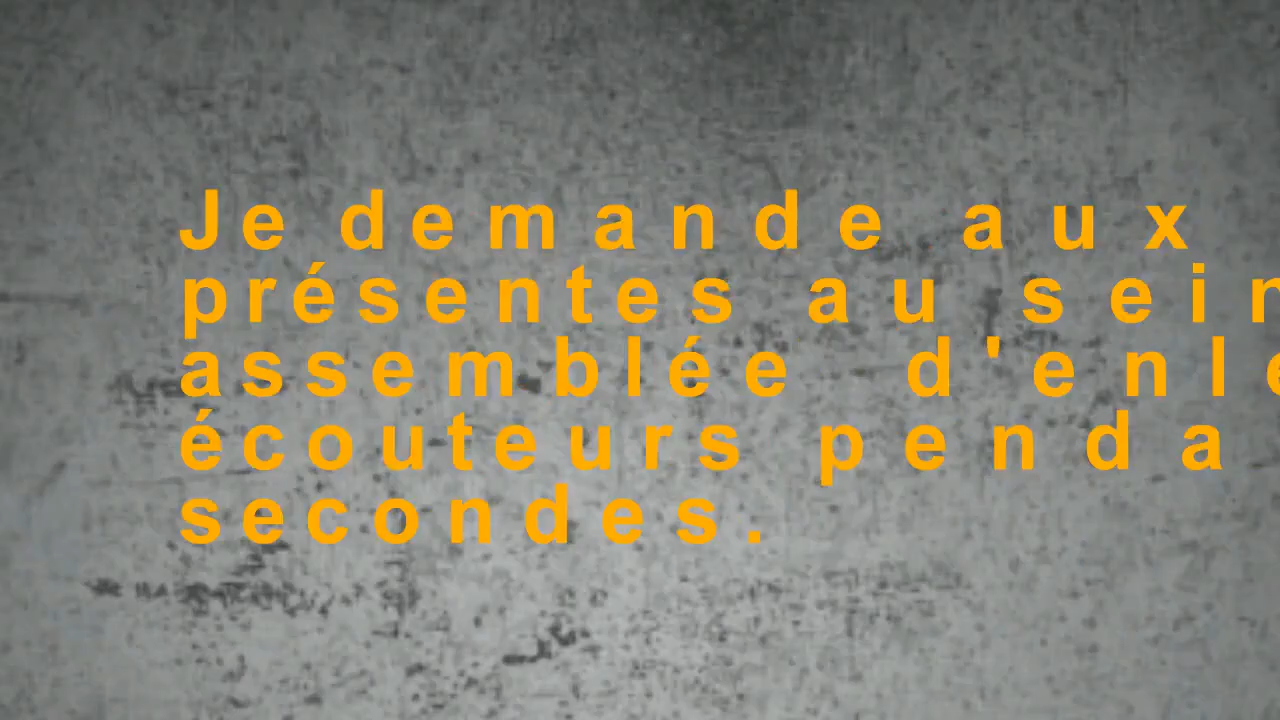 Je demande aux
présentes au sein
assemblée d'enle
écouteurs penda
secondes.